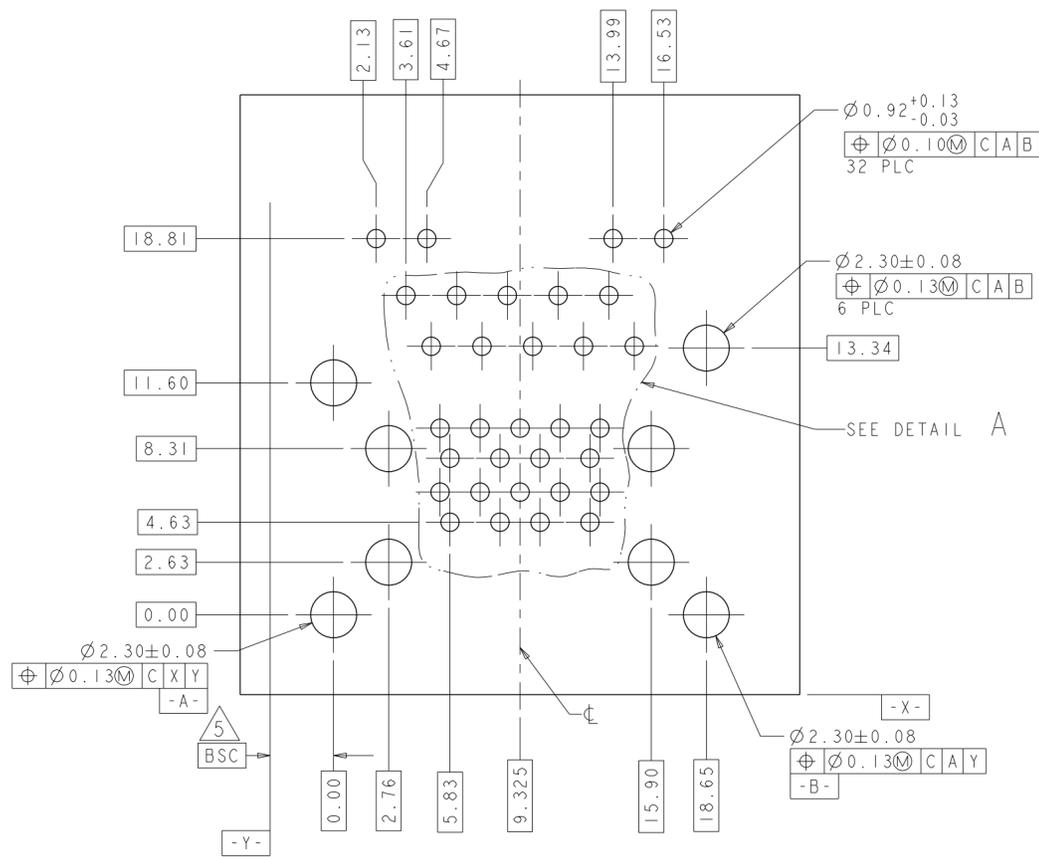 2.13
3.61
4.67
13.99
16.53
Ø0.92 +0.13
-0.03
⌖ Ø0.10Ⓜ C A B
32 PLC
18.81
Ø2.30±0.08
⌖ Ø0.13Ⓜ C A B
6 PLC
13.34
11.60
SEE DETAIL A
8.31
4.63
2.63
0.00
Ø2.30±0.08
⌖ Ø0.13Ⓜ C X Y
-A-
5
BSC
℄
-X-
Ø2.30±0.08
⌖ Ø0.13Ⓜ C A Y
-B-
0.00
2.76
5.83
9.325
15.90
18.65
-Y-